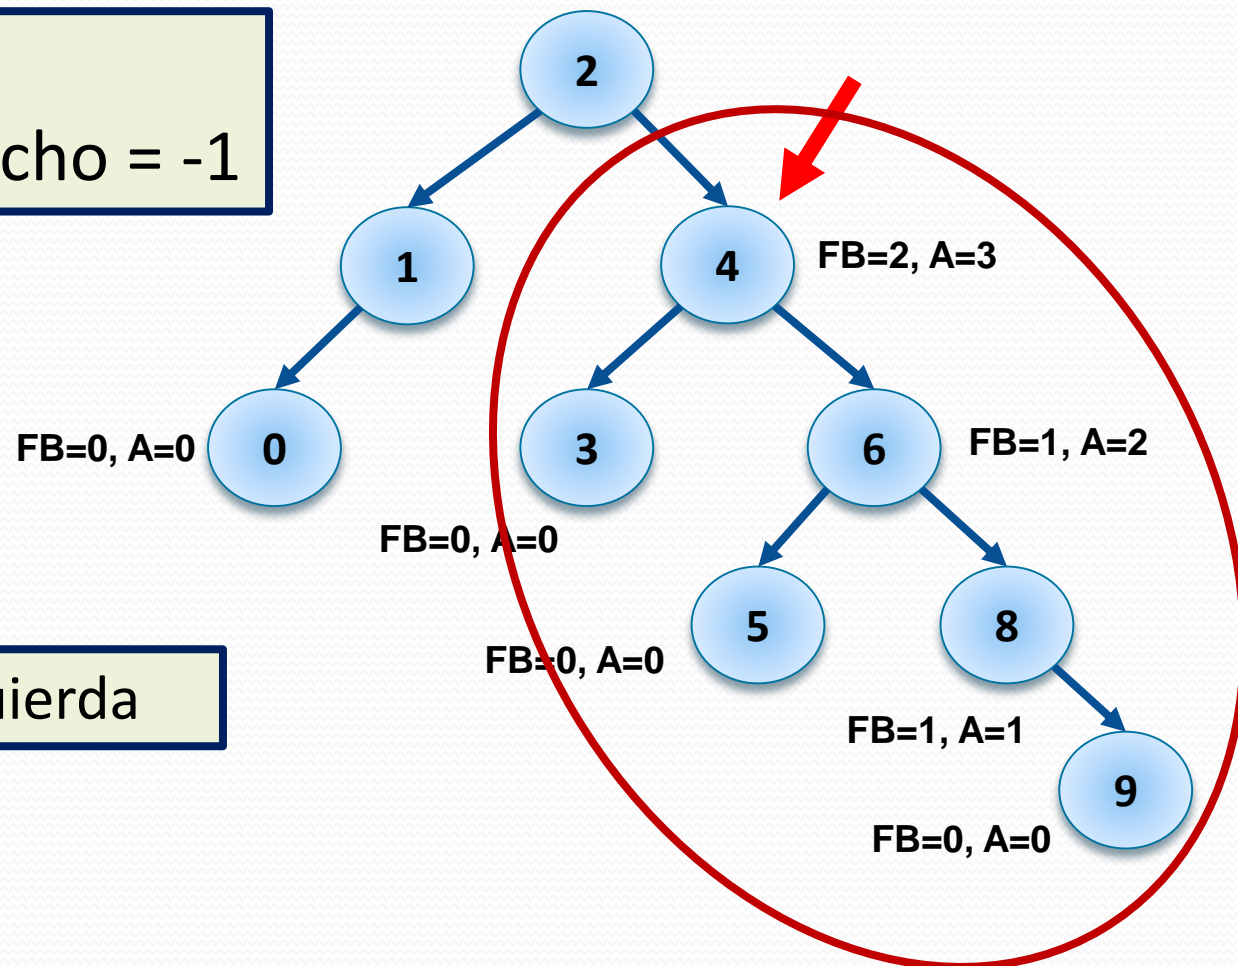 2
cho = -1
1
4
FB=2, A=3
FB=0, A=0
0
3
6
FB=1, A=2
FB=0, A=0
5
8
FB=0, A=0
ierda
FB=1, A=1
9
FB=0, A=0